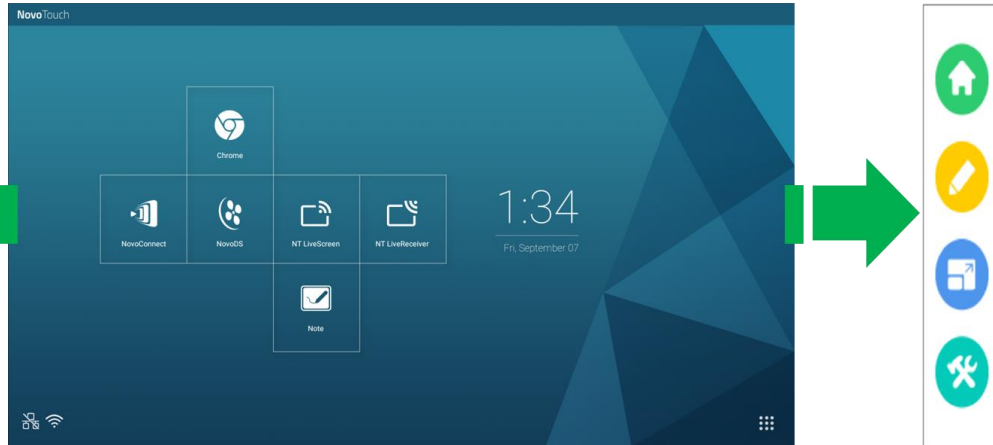 NovoTouch
Chrome
NovoConnect
NovoDS
NT LiveScreen
NT LiveReceiver
1:34
Fri, September 07
Note